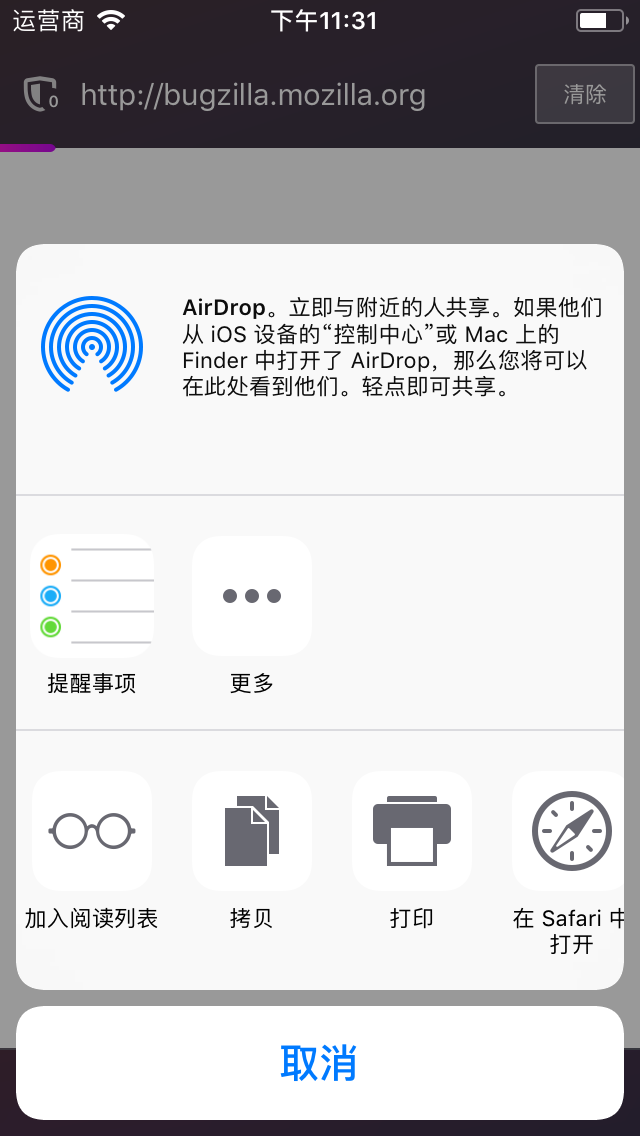 运营商 下午11:31
0 http://bugzilla.mozilla.org 清除
AirDrop。立即与附近的人共享。如果他们
从 iOS 设备的“控制中心”或 Mac 上的
Finder 中打开了 AirDrop，那么您将可以
在此处看到他们。轻点即可共享。
提醒事项 更多
加入阅读列表 拷贝 打印 在 Safari 中
打开
取消